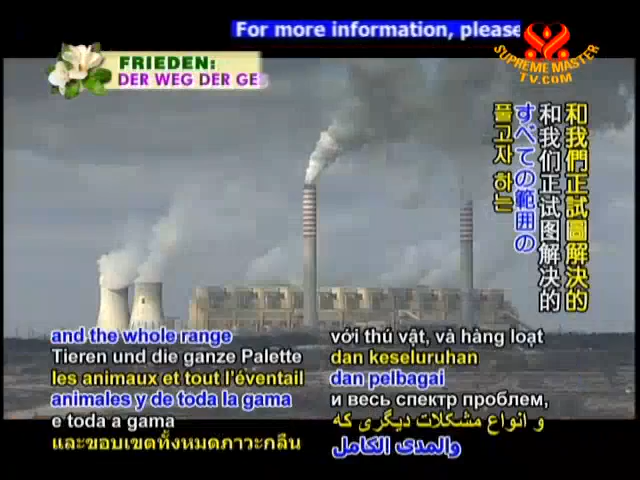 For more information, please
SUPREME MASTER
TV.COM
FRIEDEN:
DER WEG DER GES
和我們正試圖解決的
和我们正试图解决的
すべての範囲の
풀고자 하는
and the whole range
Tieren und die ganze Palette
les animaux et tout l'éventail
animales y de toda la gama
e toda a gama
และขอบเขตทั้งหมดภาวะกลืน
với thú vật, và hàng loạt
dan keseluruhan
dan pelbagai
и весь спектр проблем,
و انواع مشکلات دیگری که
والمدى الكامل